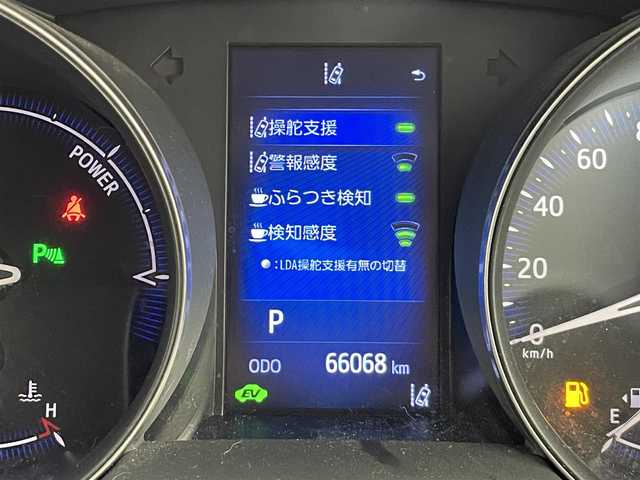 操舵支援
警報感度
ふらつき検知
検知感度
:LDA操舵支援有無の切替
P
ODO 66068 km
EV
POWER
P
H
60
40
20
0
km/h
E